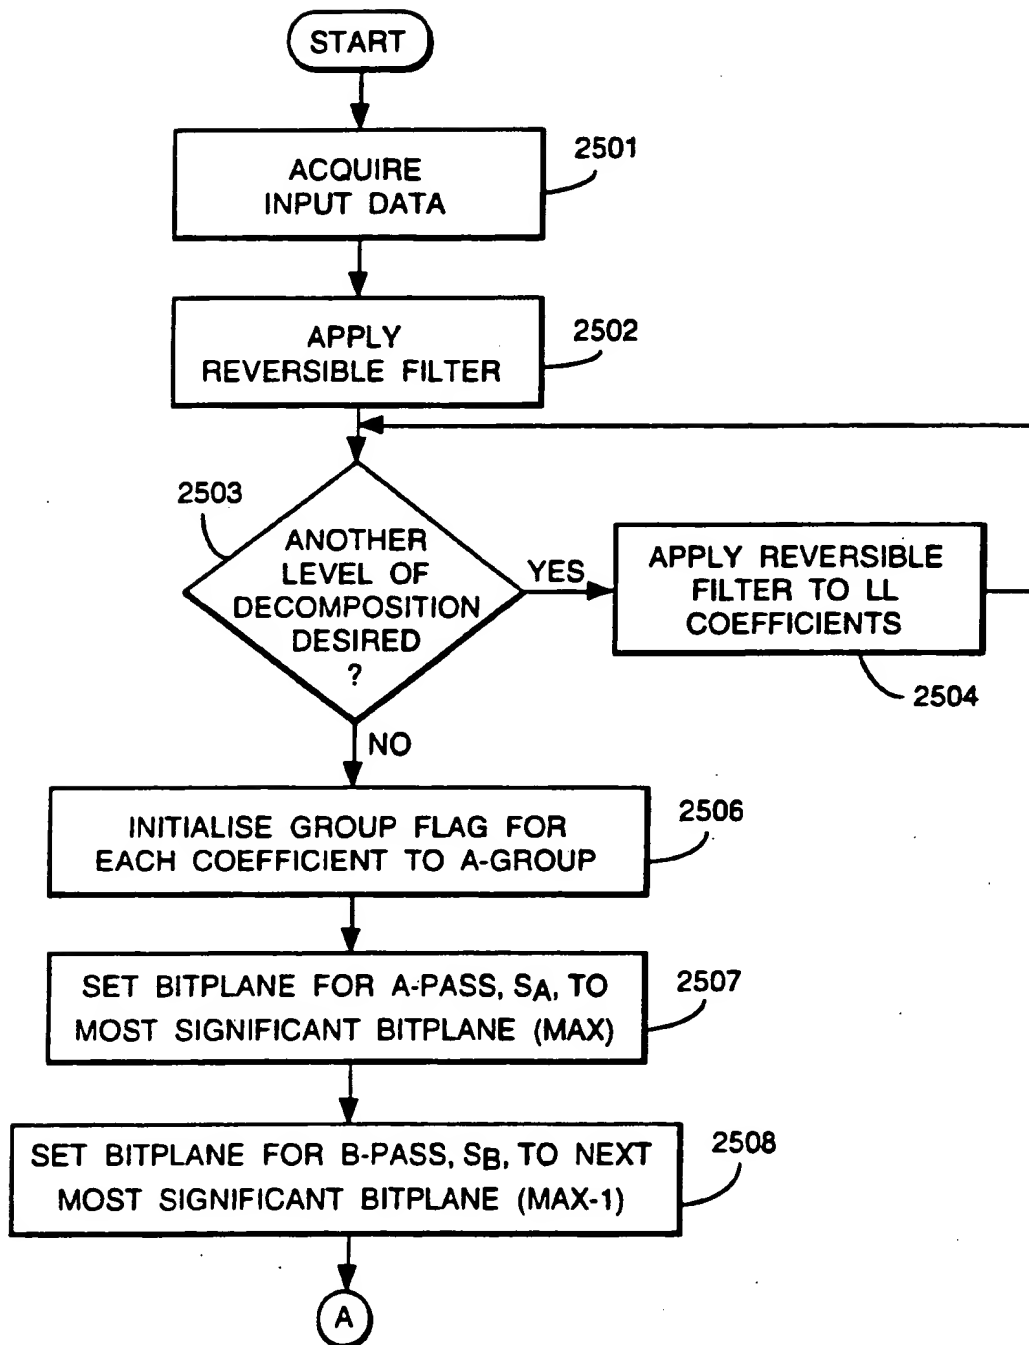 START
ACQUIRE
INPUT DATA
2501
APPLY
REVERSIBLE FILTER
2502
2503
ANOTHER
LEVEL OF
DECOMPOSITION
DESIRED
?
YES
APPLY REVERSIBLE
FILTER TO LL
COEFFICIENTS
2504
NO
INITIALISE GROUP FLAG FOR
EACH COEFFICIENT TO A-GROUP
2506
SET BITPLANE FOR A-PASS, SA, TO
MOST SIGNIFICANT BITPLANE (MAX)
2507
SET BITPLANE FOR B-PASS, SB, TO NEXT
MOST SIGNIFICANT BITPLANE (MAX-1)
2508
A